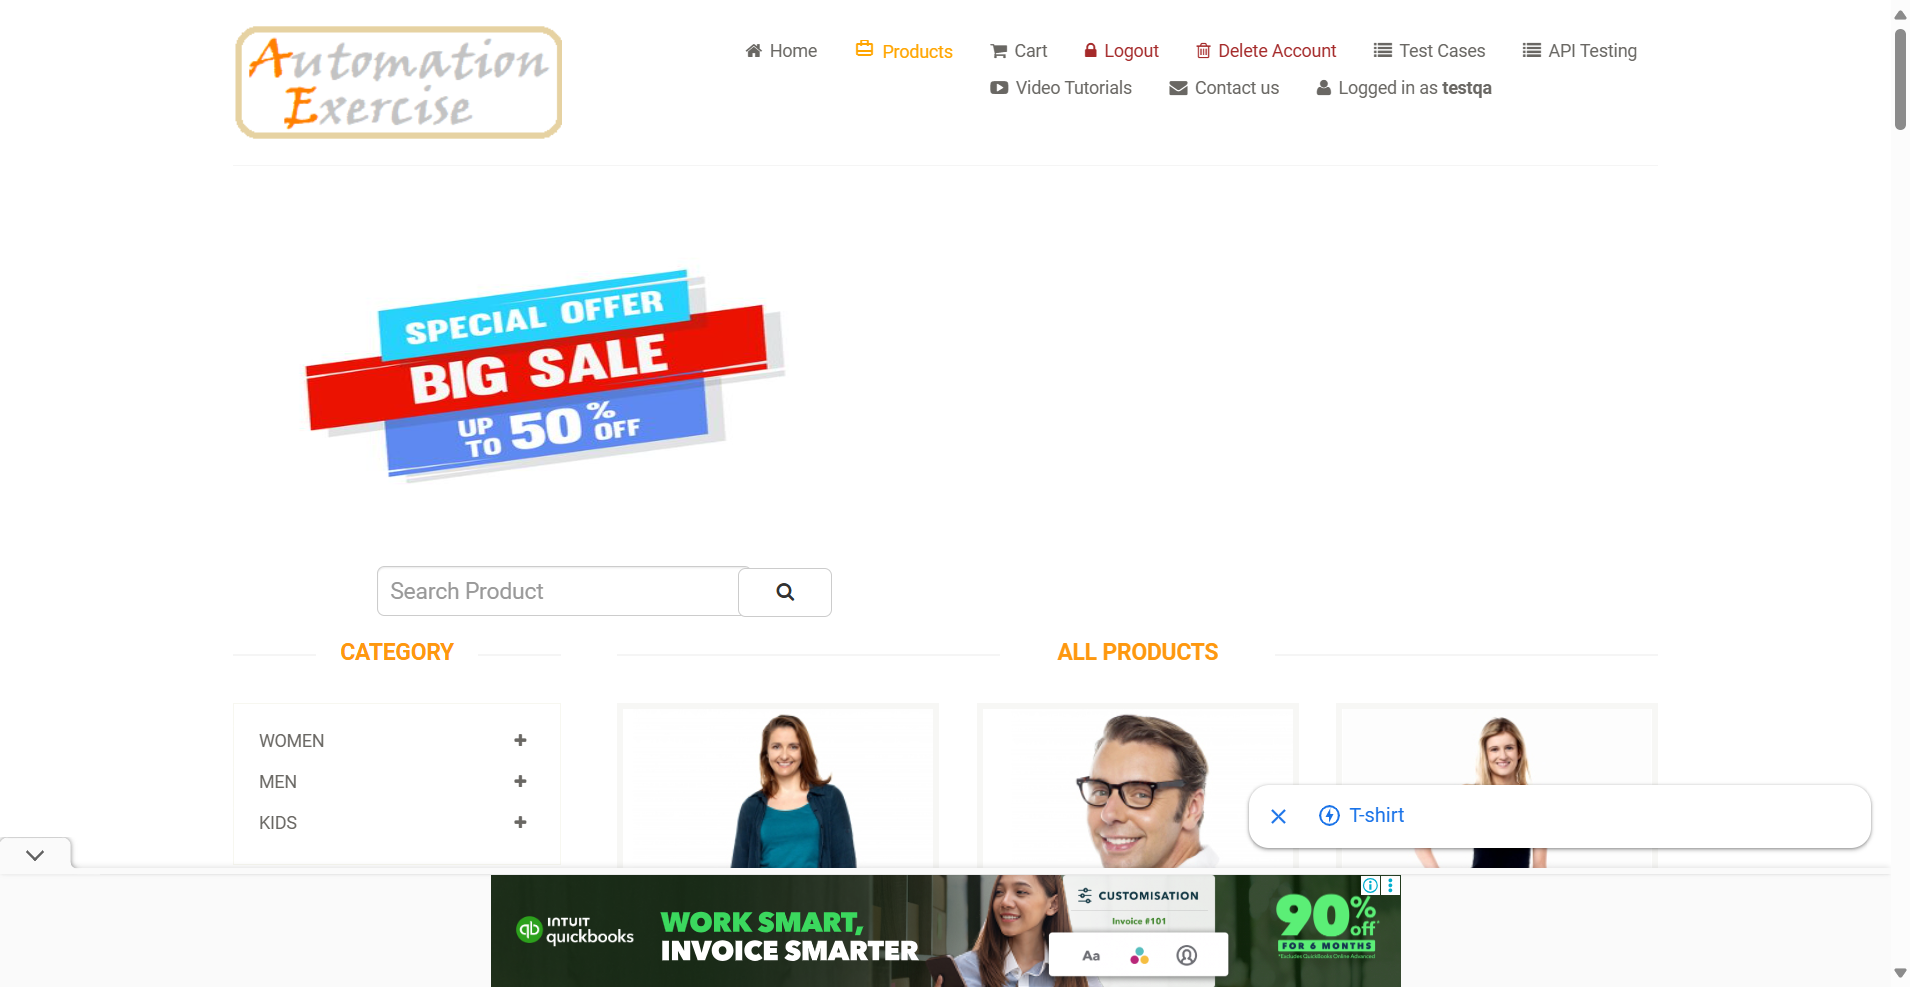 Automation
Exercise
Home
Products
Cart
Logout
Delete Account
Test Cases
API Testing
Video Tutorials
Contact us
Logged in as testqa
SPECIAL OFFER
BIG SALE
UP TO 50% OFF
Search Product
CATEGORY
ALL PRODUCTS
WOMEN
MEN
KIDS
T-shirt
INTUIT
quickbooks
WORK SMART,
INVOICE SMARTER
CUSTOMISATION
Invoice #101
Aa
90% off*
FOR 6 MONTHS
*Excludes QuickBooks Online Advanced